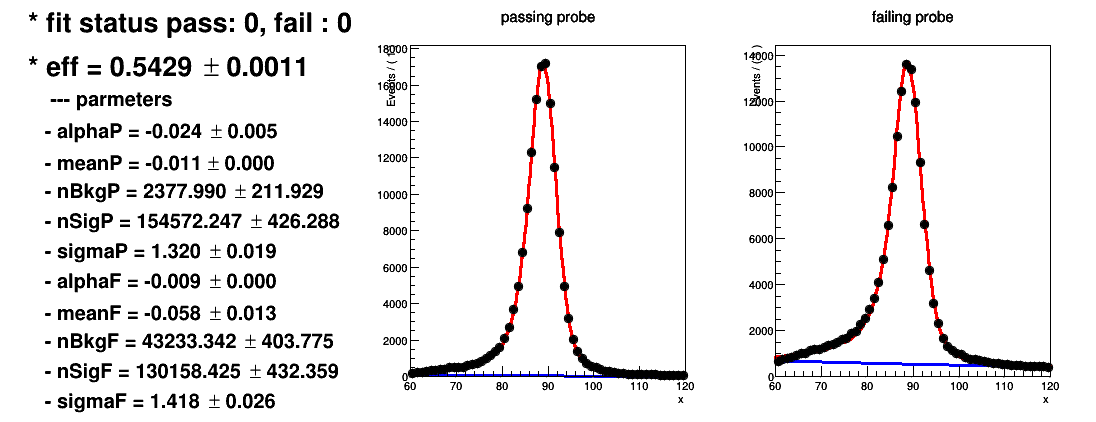 * fit status pass: 0, fail : 0
* eff = 0.5429 ± 0.0011
--- parmeters
- alphaP = -0.024 ± 0.005
- meanP = -0.011 ± 0.000
- nBkgP = 2377.990 ± 211.929
- nSigP = 154572.247 ± 426.288
- sigmaP = 1.320 ± 0.019
- alphaF = -0.009 ± 0.000
- meanF = -0.058 ± 0.013
- nBkgF = 43233.342 ± 403.775
- nSigF = 130158.425 ± 432.359
- sigmaF = 1.418 ± 0.026
passing probe
18000
16000
14000
12000
10000
8000
6000
4000
2000
0
Events / (
60 70 80 90 100 110 120
x
failing probe
14000
12000
10000
8000
6000
4000
2000
0
Events / (
60 70 80 90 100 110 120
x